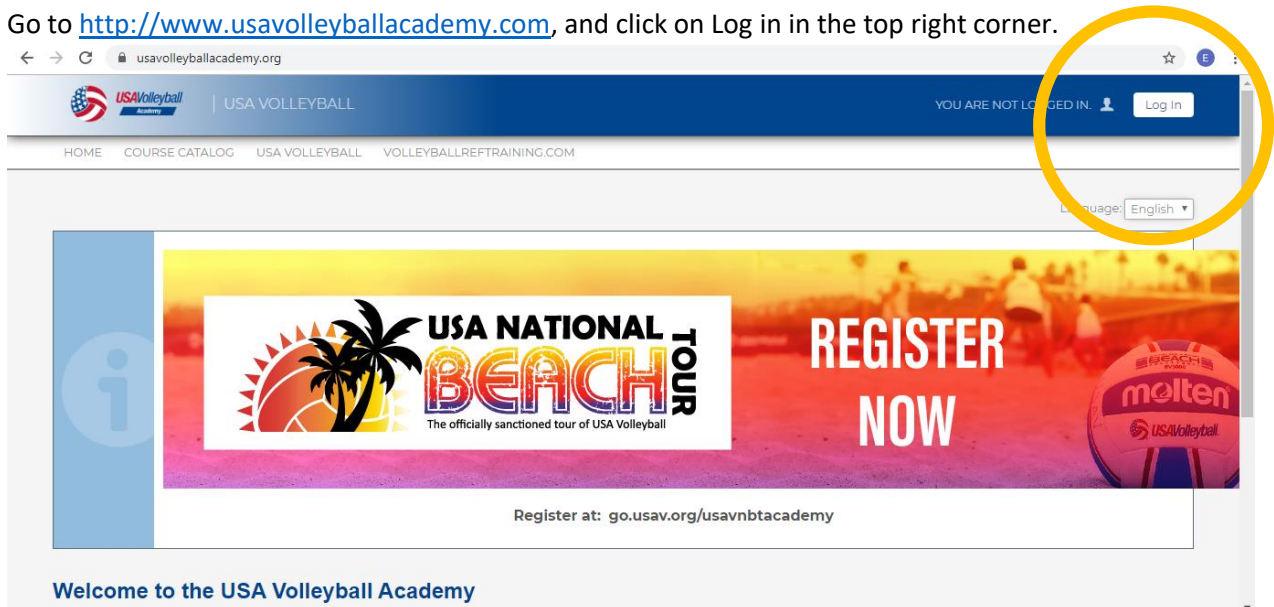 Go to http://www.usavolleyballacademy.com, and click on Log in in the top right corner.
usavolleyballacademy.org
E
USAVolleyball
Academy
USA VOLLEYBALL
YOU ARE NOT LOGGED IN.
Log In
HOME COURSE CATALOG USA VOLLEYBALL VOLLEYBALLREFTRAINING.COM
Language: English
USA NATIONAL
BEACH
TOUR
The officially sanctioned tour of USA Volleyball
REGISTER
NOW
BEACH
molten
USAVolleyball
Register at: go.usav.org/usavnbtacademy
Welcome to the USA Volleyball Academy